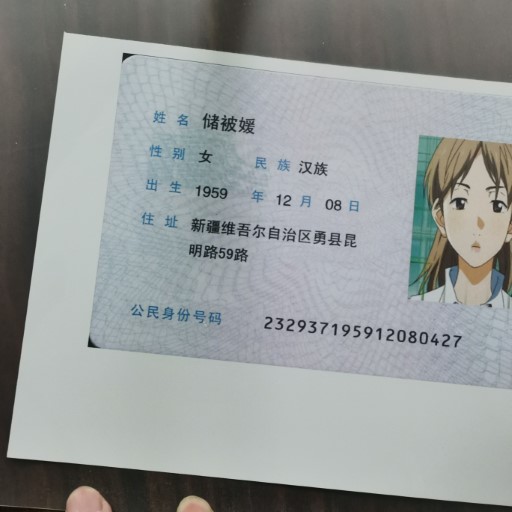 姓名 储被媛
性别 女 民族 汉族
出生 1959 年 12 月 08 日
住址 新疆维吾尔自治区勇县昆
明路59路
公民身份号码 232937195912080427